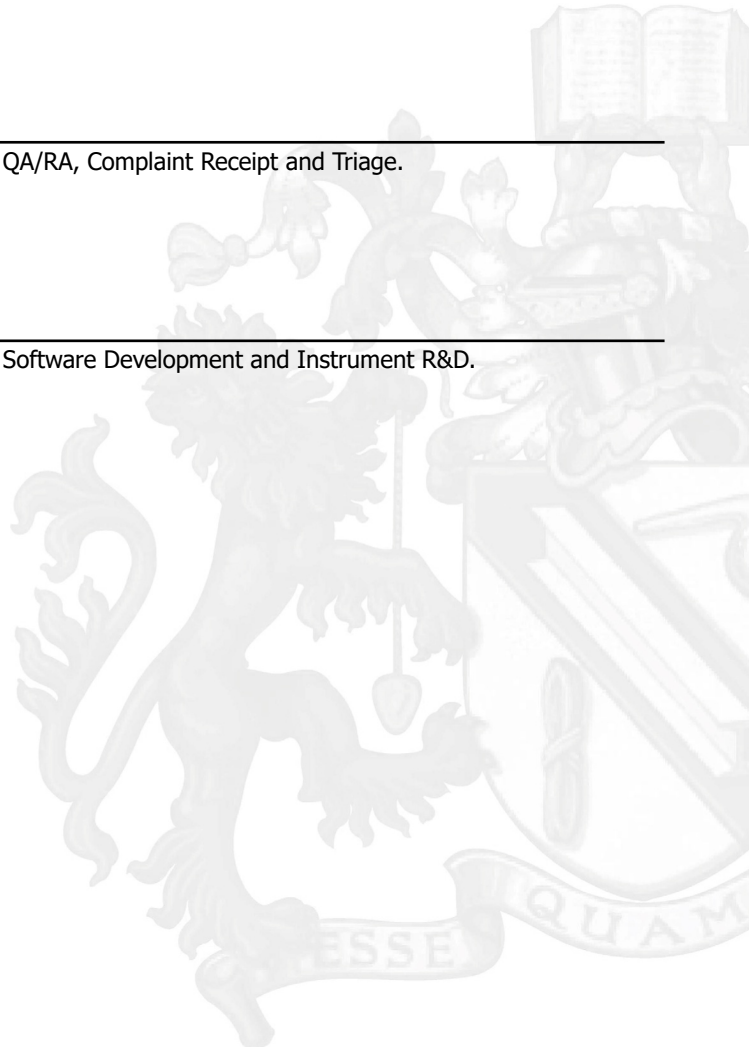 QA/RA, Complaint Receipt and Triage.
Software Development and Instrument R&D.
ESSE
QUAM